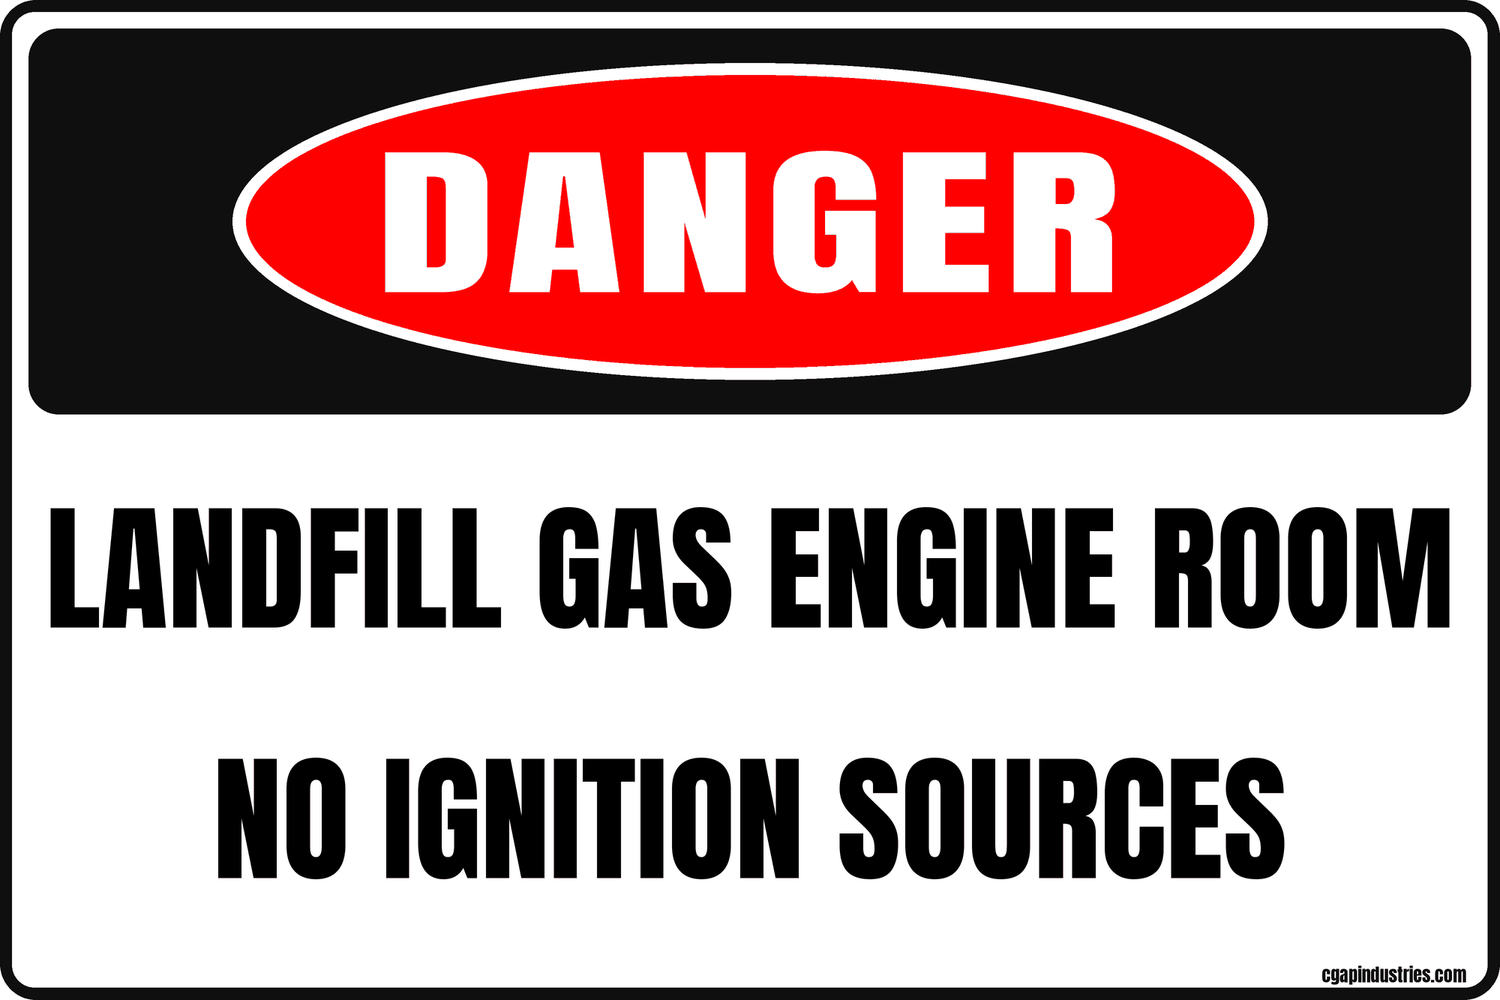 DANGER
LANDFILL GAS ENGINE ROOM
NO IGNITION SOURCES
cgapindustries.com